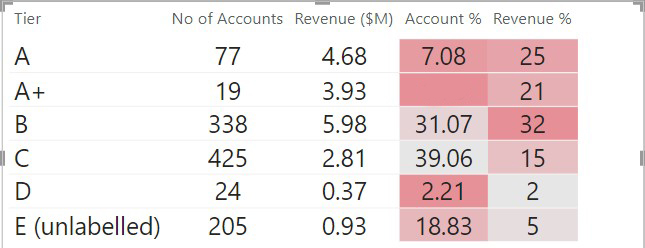 Tier No of Accounts Revenue ($M) Account % Revenue %
A 77 4.68 7.08 25
A+ 19 3.93 21
B 338 5.98 31.07 32
C 425 2.81 39.06 15
D 24 0.37 2.21 2
E (unlabelled) 205 0.93 18.83 5